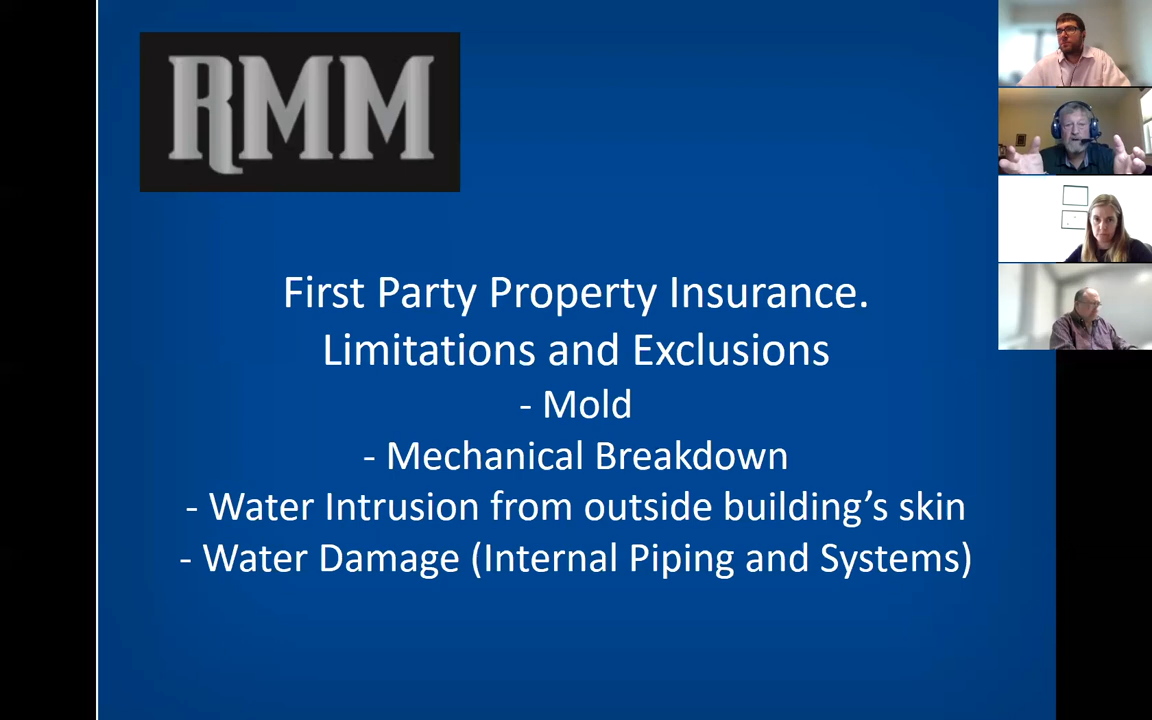 RMM
First Party Property Insurance.
Limitations and Exclusions
- Mold
- Mechanical Breakdown
- Water Intrusion from outside building’s skin
- Water Damage (Internal Piping and Systems)